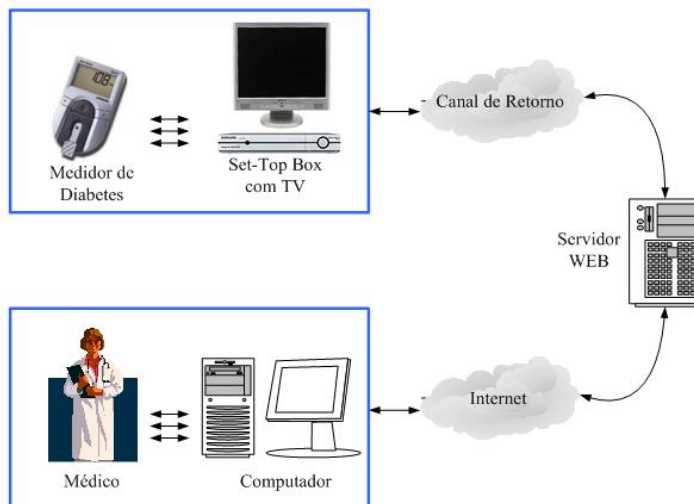 108
Medidor de
Diabetes
Set-Top Box
com TV
Canal de Retorno
Servidor
WEB
Médico
Computador
Internet